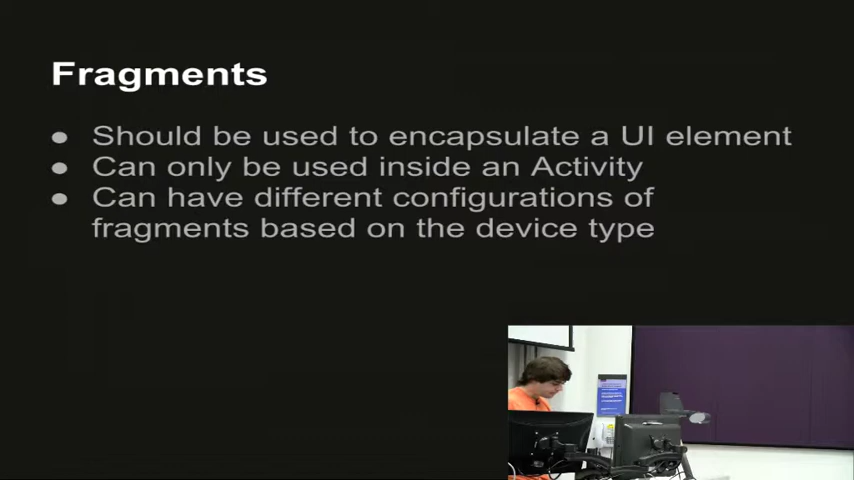 Fragments
● Should be used to encapsulate a UI element
● Can only be used inside an Activity
● Can have different configurations of
fragments based on the device type